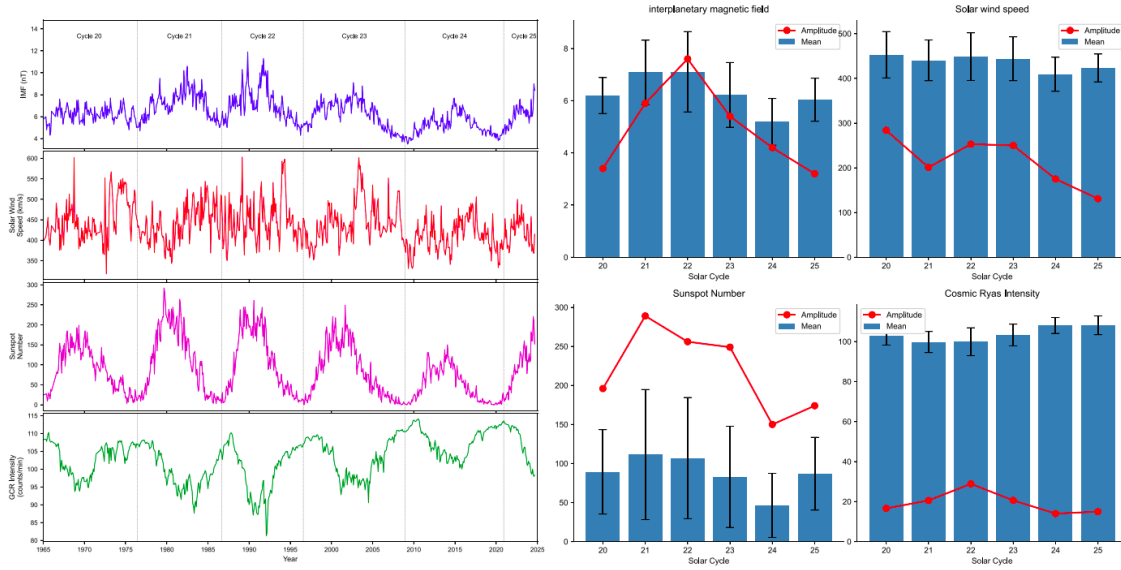 Cycle 20 Cycle 21 Cycle 22 Cycle 23 Cycle 24 Cycle 25
IMF (nT)
14
12
10
8
6
4
Solar Wind
Speed (km/s)
600
550
500
450
400
350
Sunspot
Number
300
250
200
150
100
50
0
GCR Intensity
(counts/min)
115
110
105
100
95
90
85
80
1965 1970 1975 1980 1985 1990 1995 2000 2005 2010 2015 2020 2025
Year
interplanetary magnetic field
Amplitude
Mean
8
6
4
2
0
20 21 22 23 24 25
Solar Cycle
Solar wind speed
Amplitude
Mean
500
400
300
200
100
0
20 21 22 23 24 25
Solar Cycle
Sunspot Number
Amplitude
Mean
300
250
200
150
100
50
0
20 21 22 23 24 25
Solar Cycle
Cosmic Ryas Intensity
Amplitude
Mean
100
80
60
40
20
0
20 21 22 23 24 25
Solar Cycle